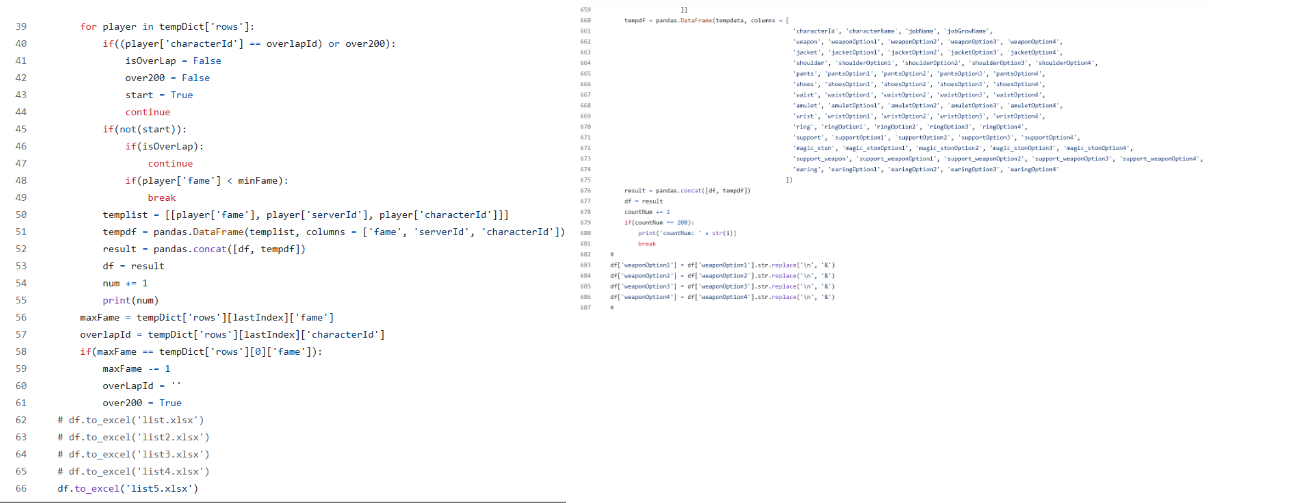 39 for player in tempDict['rows']:
40 if((player['characterId'] == overlapId) or over200):
41 isOverLap = False
42 over200 = False
43 start = True
44 continue
45 if(not(start)):
46 if(isOverLap):
47 continue
48 if(player['fame'] < minFame):
49 break
50 templist = [[player['fame'], player['serverId'], player['characterId']]]
51 tempdf = pandas.DataFrame(templist, columns = ['fame', 'serverId', 'characterId'])
52 result = pandas.concat([df, tempdf])
53 df = result
54 num += 1
55 print(num)
56 maxFame = tempDict['rows'][lastIndex]['fame']
57 overlapId = tempDict['rows'][lastIndex]['characterId']
58 if(maxFame == tempDict['rows'][0]['fame']):
59 maxFame -= 1
60 overLapId = ''
61 over200 = True
62 # df.to_excel('list.xlsx')
63 # df.to_excel('list2.xlsx')
64 # df.to_excel('list3.xlsx')
65 # df.to_excel('list4.xlsx')
66 df.to_excel('list5.xlsx')
659 ]]
660 tempdf = pandas.DataFrame(tempdata, columns = [
661 'characterId', 'characterName', 'jobName', 'jobGrowName',
662 'weapon', 'weaponOption1', 'weaponOption2', 'weaponOption3', 'weaponOption4',
663 'jacket', 'jacketOption1', 'jacketOption2', 'jacketOption3', 'jacketOption4',
664 'shoulder', 'shoulderOption1', 'shoulderOption2', 'shoulderOption3', 'shoulderOption4',
665 'pants', 'pantsOption1', 'pantsOption2', 'pantsOption3', 'pantsOption4',
666 'shoes', 'shoesOption1', 'shoesOption2', 'shoesOption3', 'shoesOption4',
667 'waist', 'waistOption1', 'waistOption2', 'waistOption3', 'waistOption4',
668 'amulet', 'amuletOption1', 'amuletOption2', 'amuletOption3', 'amuletOption4',
669 'wrist', 'wristOption1', 'wristOption2', 'wristOption3', 'wristOption4',
670 'ring', 'ringOption1', 'ringOption2', 'ringOption3', 'ringOption4',
671 'support', 'supportOption1', 'supportOption2', 'supportOption3', 'supportOption4',
672 'magic_ston', 'magic_stonOption1', 'magic_stonOption2', 'magic_stonOption3', 'magic_stonOption4',
673 'support_weapon', 'support_weaponOption1', 'support_weaponOption2', 'support_weaponOption3', 'support_weaponOption4',
674 'earing', 'earingOption1', 'earingOption2', 'earingOption3', 'earingOption4'
675 ])
676 result = pandas.concat([df, tempdf])
677 df = result
678 countNum += 1
679 if(countNum == 200):
680 print('countNum: ' + str(i))
681 break
682 #
683 df['weaponOption1'] = df['weaponOption1'].str.replace('\n', '&')
684 df['weaponOption2'] = df['weaponOption2'].str.replace('\n', '&')
685 df['weaponOption3'] = df['weaponOption3'].str.replace('\n', '&')
686 df['weaponOption4'] = df['weaponOption4'].str.replace('\n', '&')
687 #